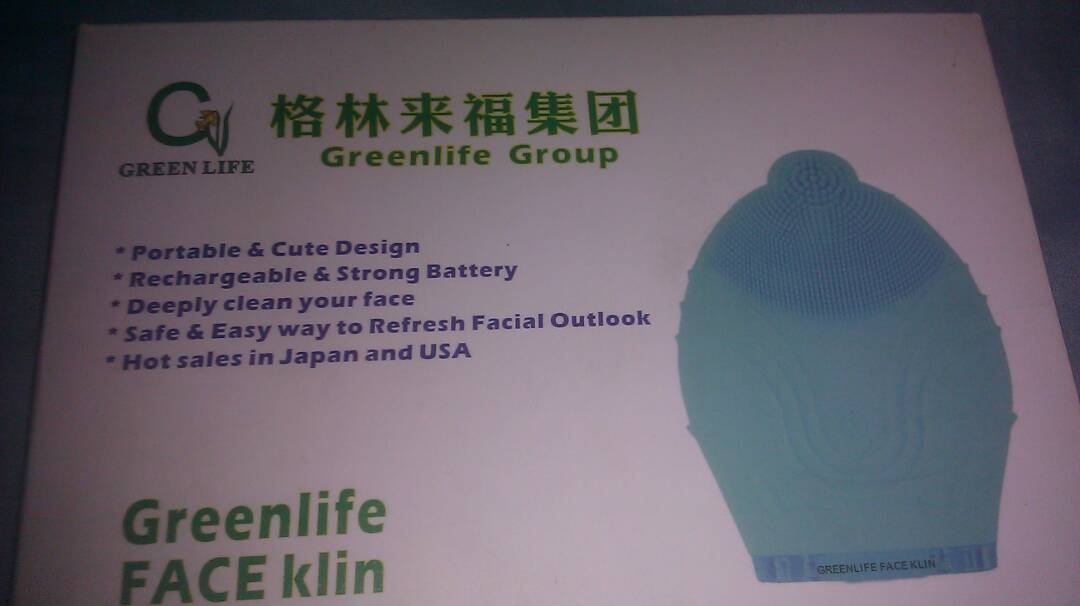 GREEN LIFE
格林来福集团
Greenlife Group
* Portable & Cute Design
* Rechargeable & Strong Battery
* Deeply clean your face
* Safe & Easy way to Refresh Facial Outlook
* Hot sales in Japan and USA
Greenlife
FACE klin
GREENLIFE FACE KLIN